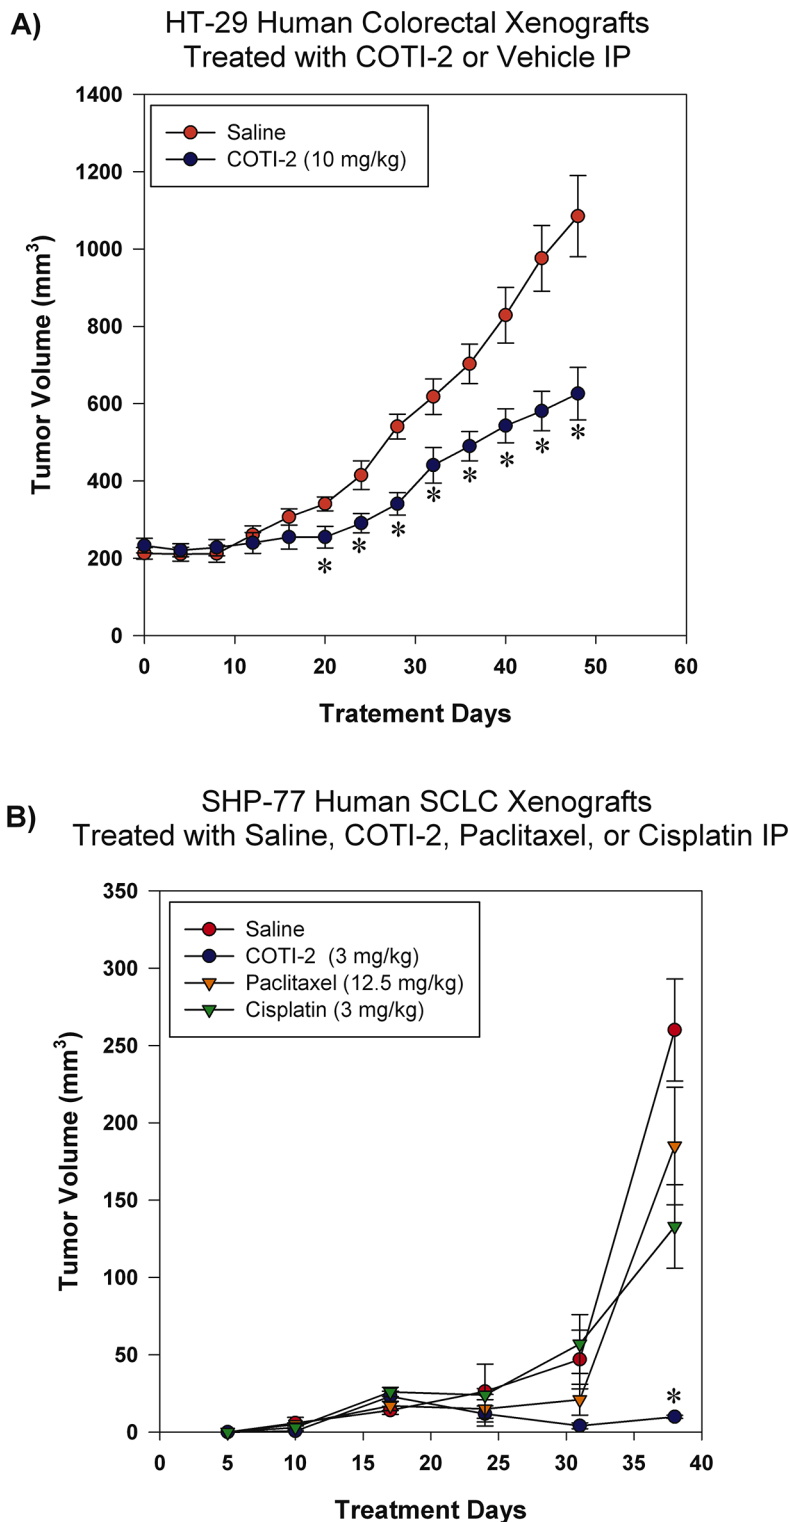 A)
HT-29 Human Colorectal Xenografts
Treated with COTI-2 or Vehicle IP
Saline
COTI-2 (10 mg/kg)
1400
1200
1000
800
600
400
200
0
Tumor Volume (mm³)
* * * * * * * *
0 10 20 30 40 50 60
Tratement Days
B)
SHP-77 Human SCLC Xenografts
Treated with Saline, COTI-2, Paclitaxel, or Cisplatin IP
Saline
COTI-2 (3 mg/kg)
Paclitaxel (12.5 mg/kg)
Cisplatin (3 mg/kg)
350
300
250
200
150
100
50
0
Tumor Volume (mm³)
*
0 5 10 15 20 25 30 35 40
Treatment Days